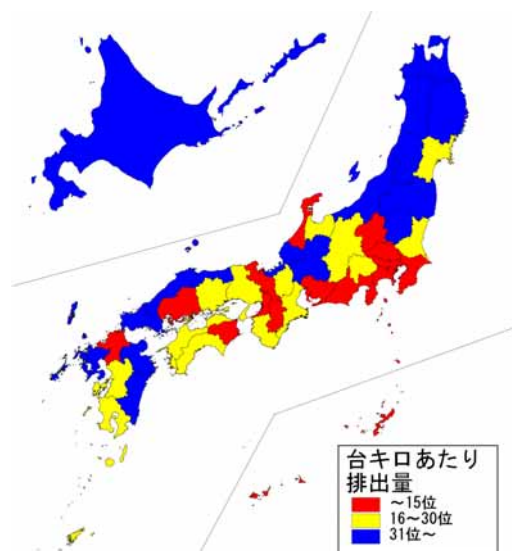 台キロあたり
排出量
～15位
16～30位
31位～